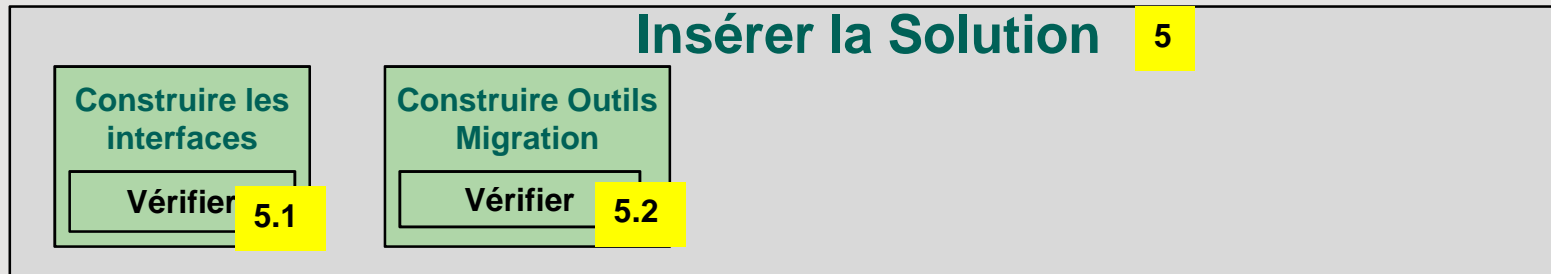 Insérer la Solution 5
Construire les
interfaces
Vérifier 5.1
Construire Outils
Migration
Vérifier 5.2